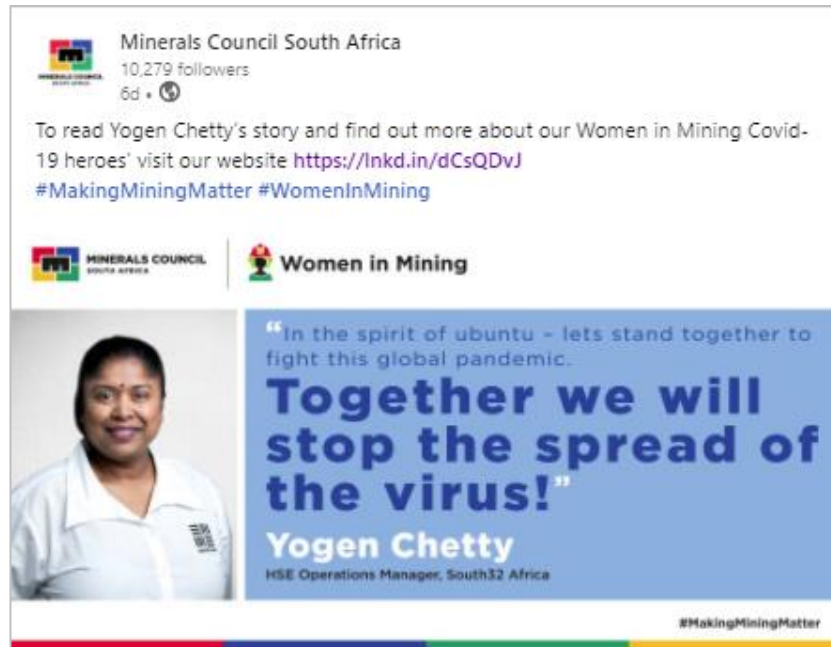 Minerals Council South Africa
10,279 followers
6d •
To read Yogen Chetty's story and find out more about our Women in Mining Covid-
19 heroes' visit our website https://lnkd.in/dCsQDvJ
#MakingMiningMatter #WomenInMining
MINERALS COUNCIL
SOUTH AFRICA
Women in Mining
“In the spirit of ubuntu – lets stand together to
fight this global pandemic.
Together we will
stop the spread of
the virus!”
Yogen Chetty
HSE Operations Manager, South32 Africa
#MakingMiningMatter